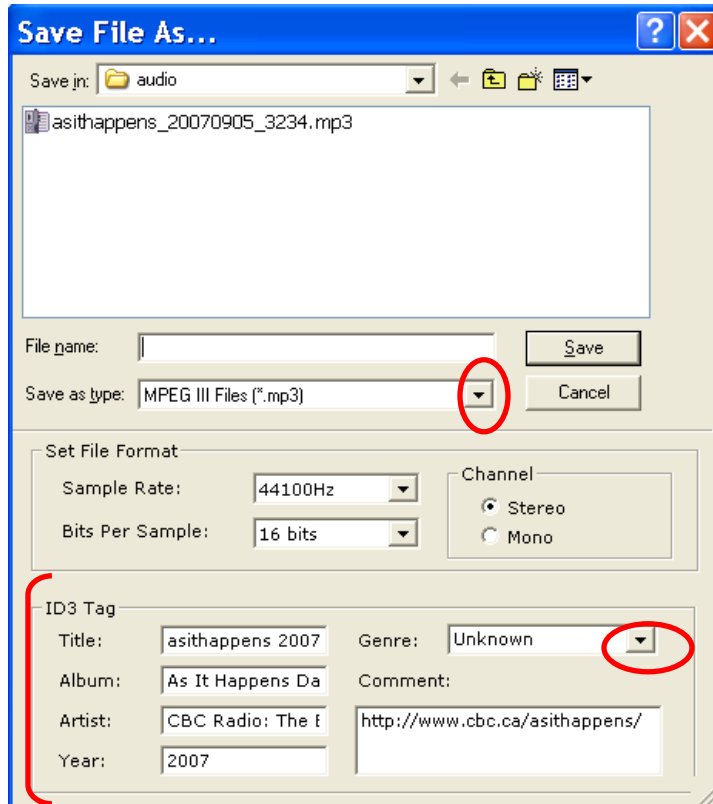 Save File As...
?
Save in: audio
asithappens_20070905_3234.mp3
File name:
Save
Save as type: MPEG III Files (*.mp3)
Cancel
Set File Format
Sample Rate: 44100Hz
Bits Per Sample: 16 bits
Channel
Stereo
Mono
ID3 Tag
Title: asithappens 2007
Genre: Unknown
Album: As It Happens Da
Comment:
Artist: CBC Radio: The
http://www.cbc.ca/asithappens/
Year: 2007